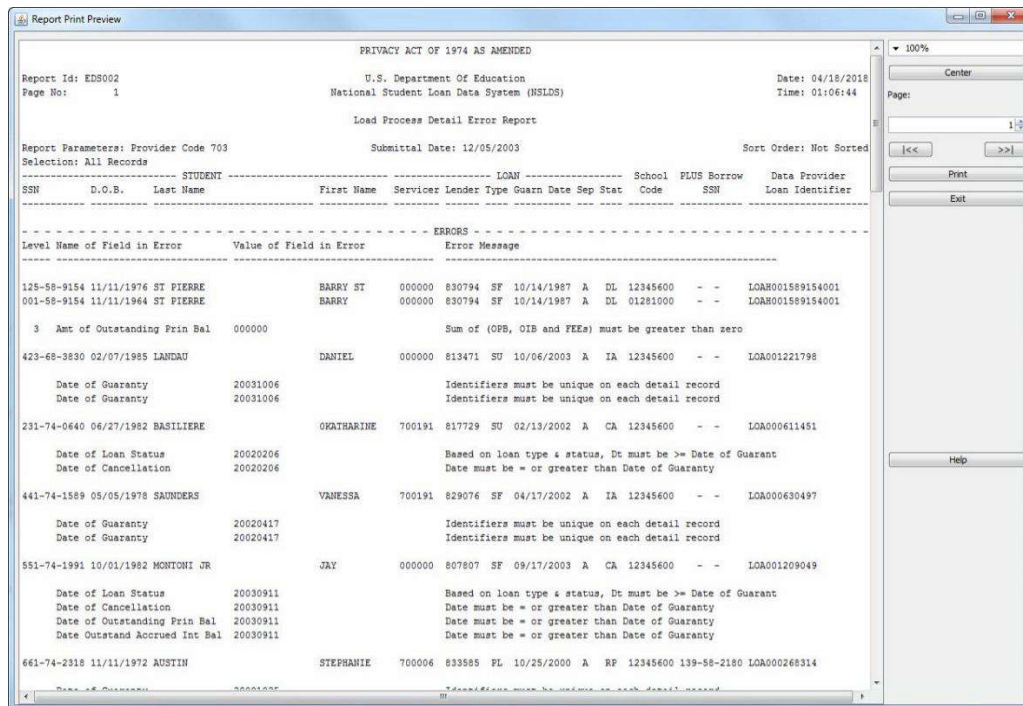 Report Print Preview
PRIVACY ACT OF 1974 AS AMENDED
Report Id: EDS002 U.S. Department Of Education Date: 04/18/2018
Page No: 1 National Student Loan Data System (NSLDS) Time: 01:06:44
Load Process Detail Error Report
Report Parameters: Provider Code 703 Submittal Date: 12/05/2003 Sort Order: Not Sorted
Selection: All Records
------------------------- STUDENT -------------------------------- ------------------- LOAN ------------------- School PLUS Borrow Data Provider
SSN D.O.B. Last Name First Name Servicer Lender Type Guarn Date Sep Stat Code SSN Loan Identifier
- - - - - - - - - - - - - - - - - - - - - - - - - - - - - - - - - ERRORS - - - - - - - - - - - - - - - - - - - - - - - - - - - - - - - - -
Level Name of Field in Error Value of Field in Error Error Message
125-58-9154 11/11/1976 ST PIERRE BARRY ST 000000 830794 SF 10/14/1987 A DL 12345600 - - LOAH001589154001
001-58-9154 11/11/1964 ST PIERRE BARRY 000000 830794 SF 10/14/1987 A DL 01281000 - - LOAH001589154001
3 Amt of Outstanding Prin Bal 000000 Sum of (OPB, OIB and FEEs) must be greater than zero
423-68-3830 02/07/1985 LANDAU DANIEL 000000 813471 SU 10/06/2003 A IA 12345600 - - LOA001221798
Date of Guaranty 20031006 Identifiers must be unique on each detail record
Date of Guaranty 20031006 Identifiers must be unique on each detail record
231-74-0640 06/27/1982 BASILIERE 0KATHARINE 700191 817729 SU 02/13/2002 A CA 12345600 - - LOA000611451
Date of Loan Status 20020206 Based on loan type & status, Dt must be >= Date of Guarant
Date of Cancellation 20020206 Date must be = or greater than Date of Guaranty
441-74-1589 05/05/1978 SAUNDERS VANESSA 700191 829076 SF 04/17/2002 A IA 12345600 - - LOA000630497
Date of Guaranty 20020417 Identifiers must be unique on each detail record
Date of Guaranty 20020417 Identifiers must be unique on each detail record
551-74-1991 10/01/1982 MONTONI JR JAY 000000 807807 SF 09/17/2003 A CA 12345600 - - LOA001209049
Date of Loan Status 20030911 Based on loan type & status, Dt must be >= Date of Guarant
Date of Cancellation 20030911 Date must be = or greater than Date of Guaranty
Date of Outstanding Prin Bal 20030911 Date must be = or greater than Date of Guaranty
Date Outstand Accrued Int Bal 20030911 Date must be = or greater than Date of Guaranty
661-74-2318 11/11/1972 AUSTIN STEPHANIE 700006 833585 PL 10/25/2000 A RP 12345600 139-58-2180 LOA000268314
100%
Center
Page:
1
|<< >>|
Print
Exit
Help